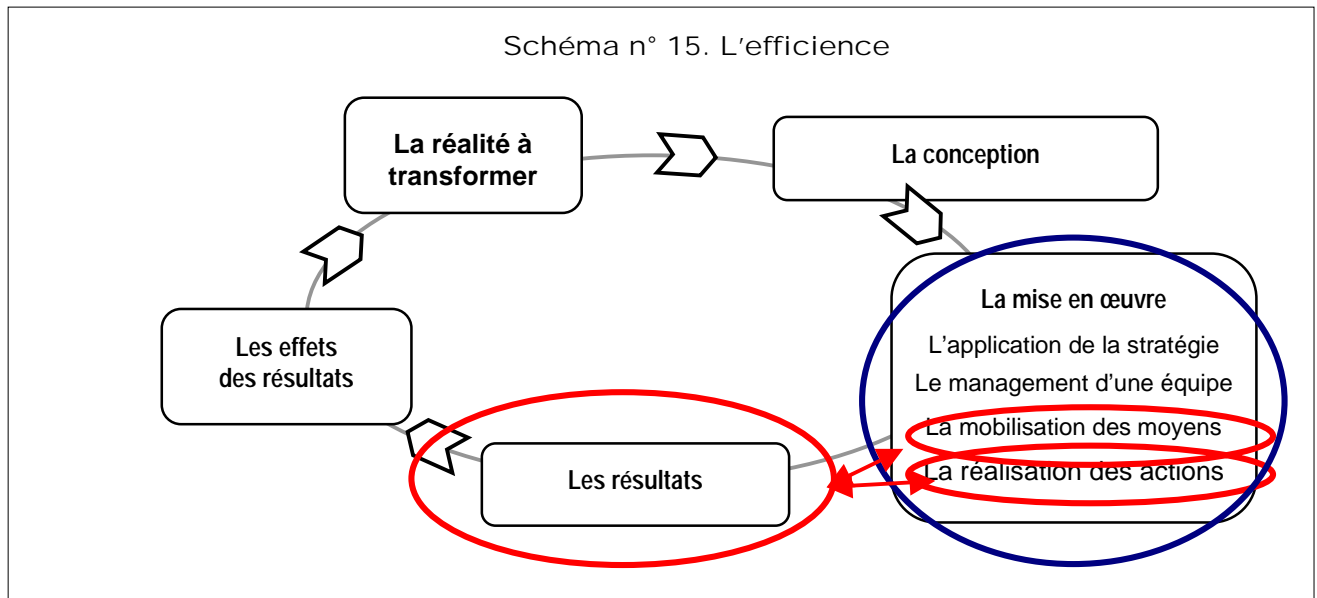 Schéma n° 15. L'efficience
La réalité à
transformer
La conception
La mise en œuvre
L'application de la stratégie
Le management d'une équipe
La mobilisation des moyens
La réalisation des actions
Les résultats
Les effets
des résultats